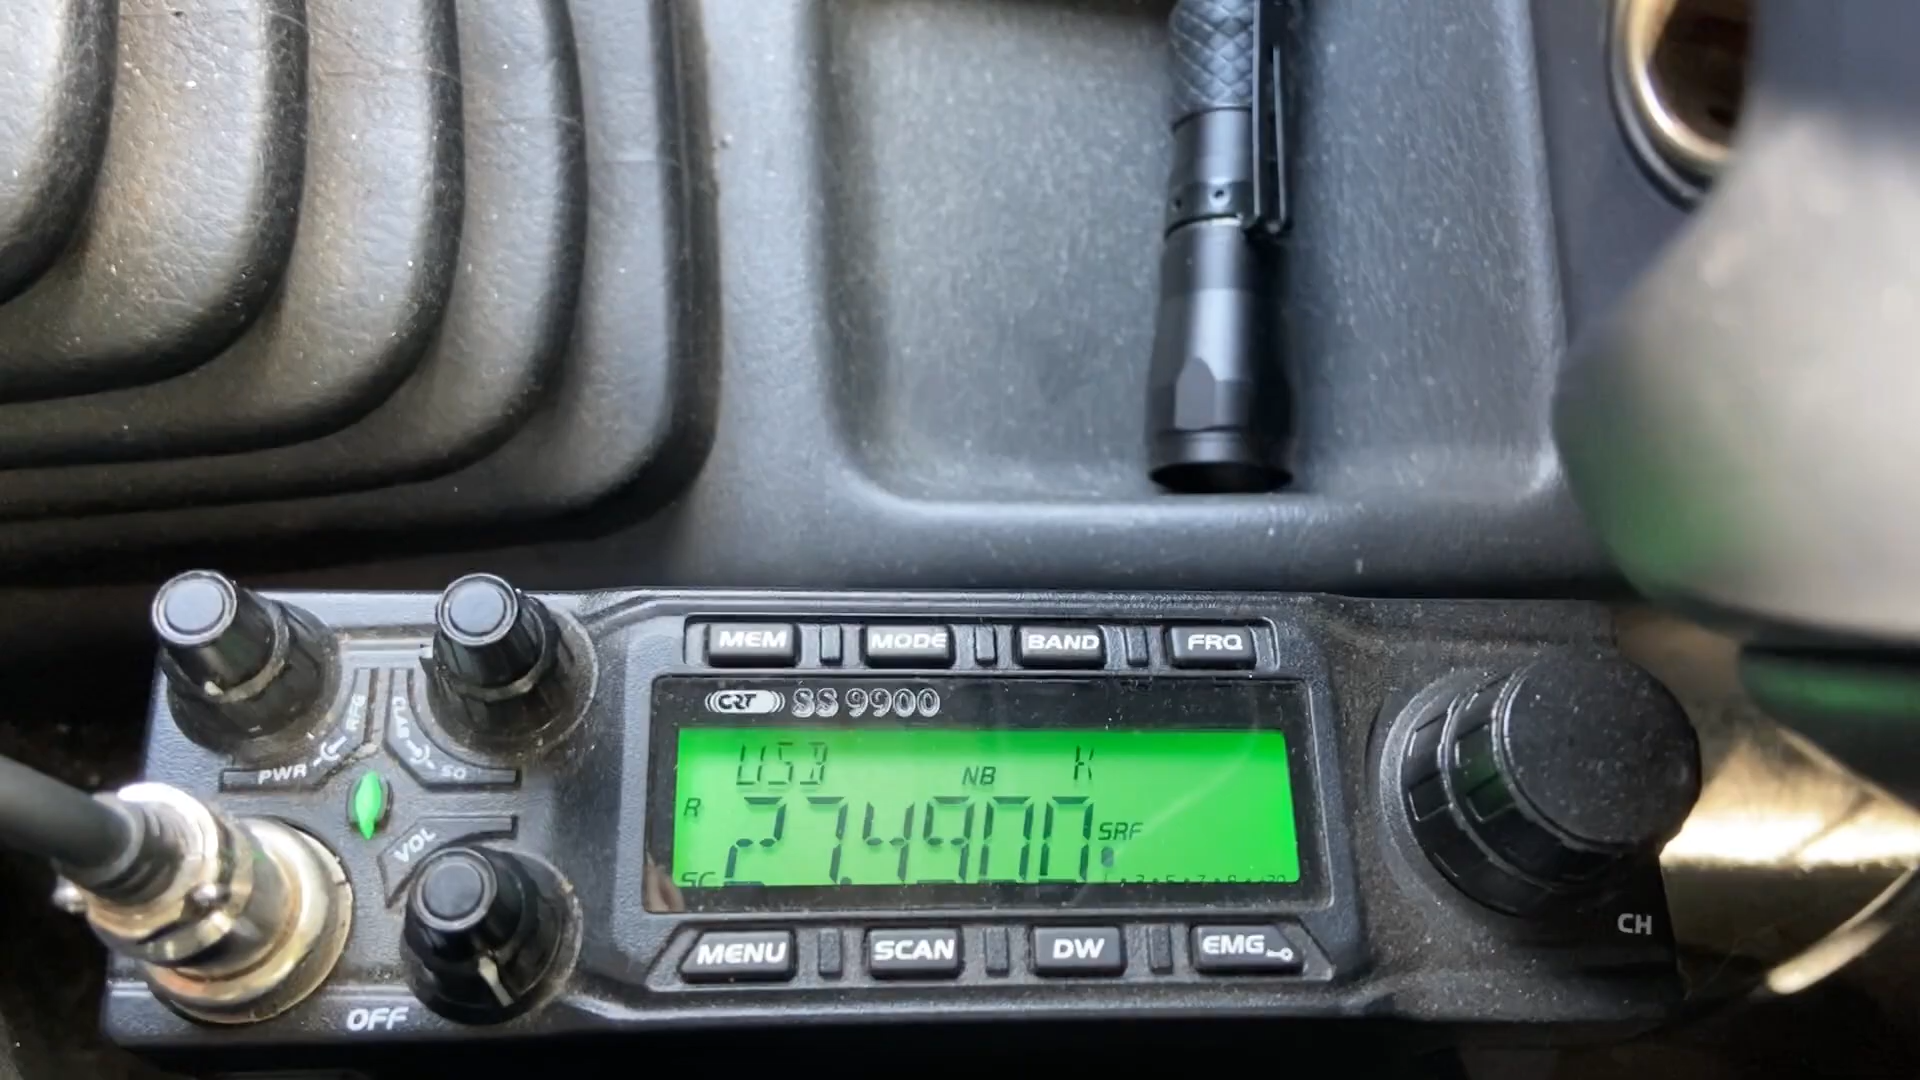 MEM MODE BAND FRQ
CRT SS 9900
RFG
PWR
SQ
VOL
OFF
USB NB K
R 27.4900 SRF
SC
MENU SCAN DW EMG
CH